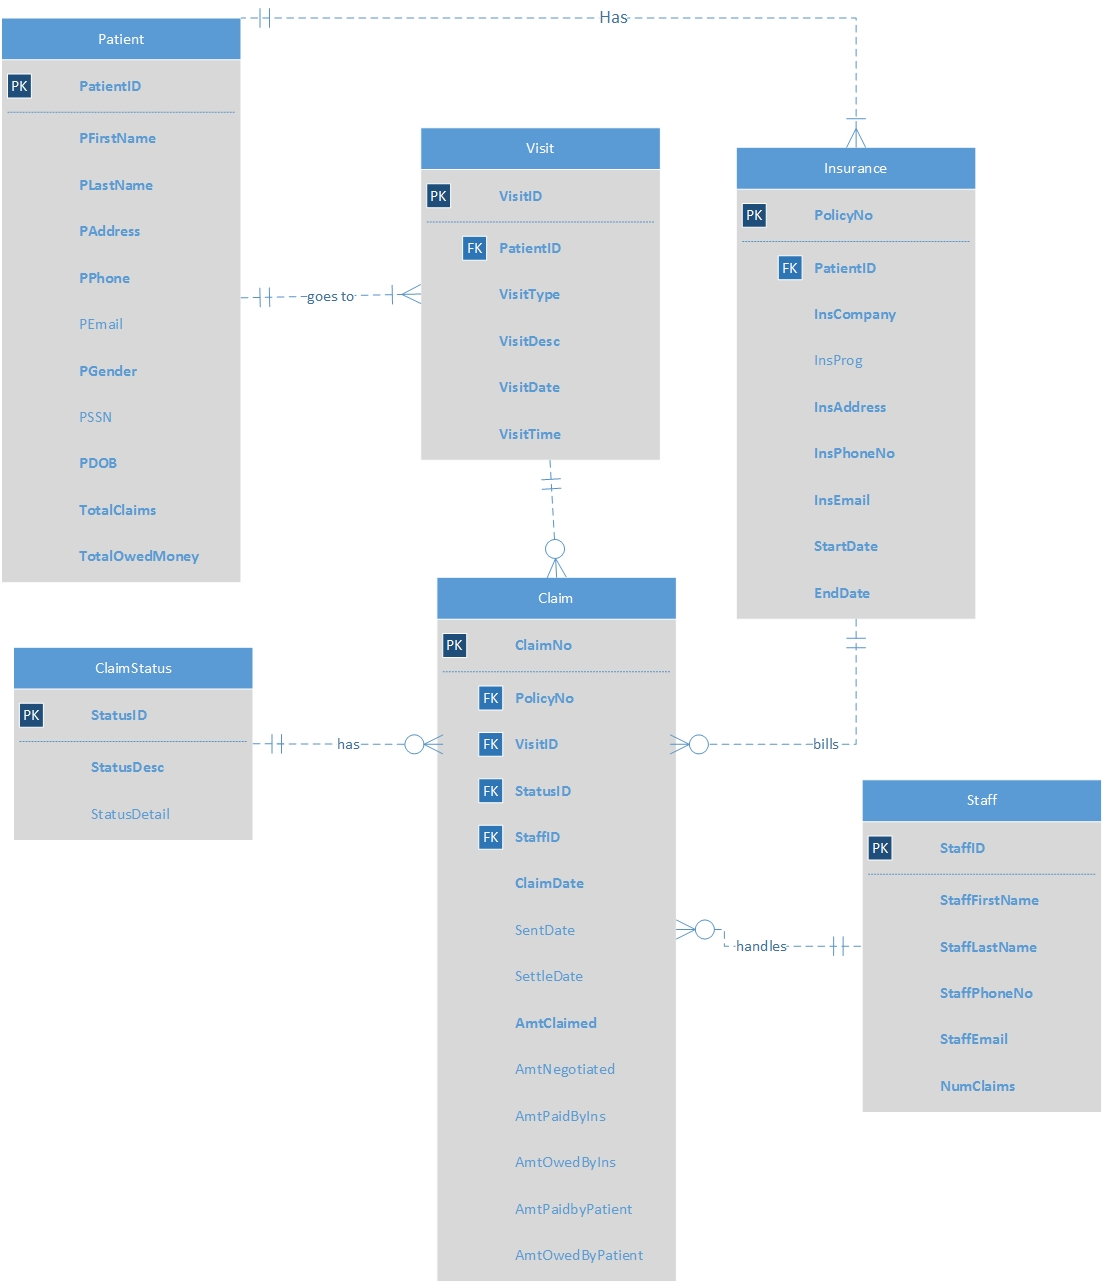 Has
Patient
PK PatientID
PFirstName
PLastName
PAddress
PPhone
PEmail
PGender
PSSN
PDOB
TotalClaims
TotalOwedMoney
goes to
Visit
PK VisitID
FK PatientID
VisitType
VisitDesc
VisitDate
VisitTime
Insurance
PK PolicyNo
FK PatientID
InsCompany
InsProg
InsAddress
InsPhoneNo
InsEmail
StartDate
EndDate
ClaimStatus
PK StatusID
StatusDesc
StatusDetail
has
Claim
PK ClaimNo
FK PolicyNo
FK VisitID
FK StatusID
FK StaffID
ClaimDate
SentDate
SettleDate
AmtClaimed
AmtNegotiated
AmtPaidByIns
AmtOwedByIns
AmtPaidbyPatient
AmtOwedByPatient
bills
handles
Staff
PK StaffID
StaffFirstName
StaffLastName
StaffPhoneNo
StaffEmail
NumClaims